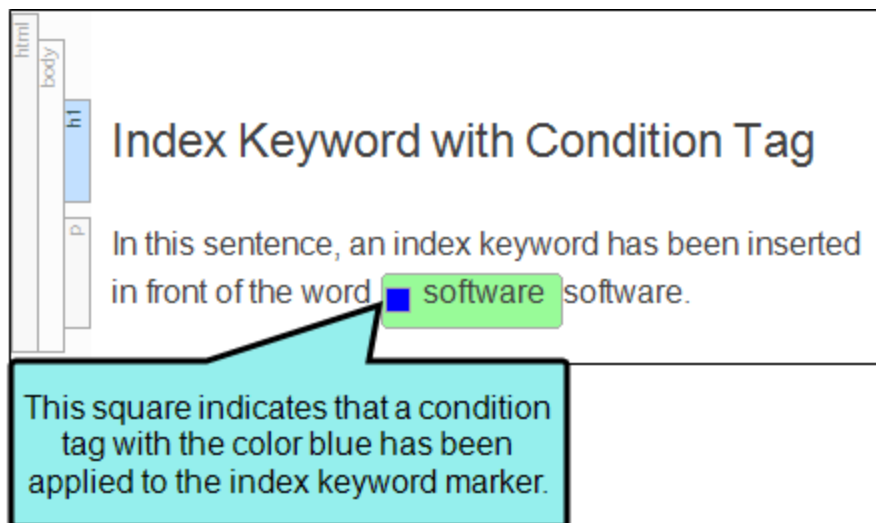 html
body
h1
Index Keyword with Condition Tag
p
In this sentence, an index keyword has been inserted
in front of the word software software.
This square indicates that a condition
tag with the color blue has been
applied to the index keyword marker.